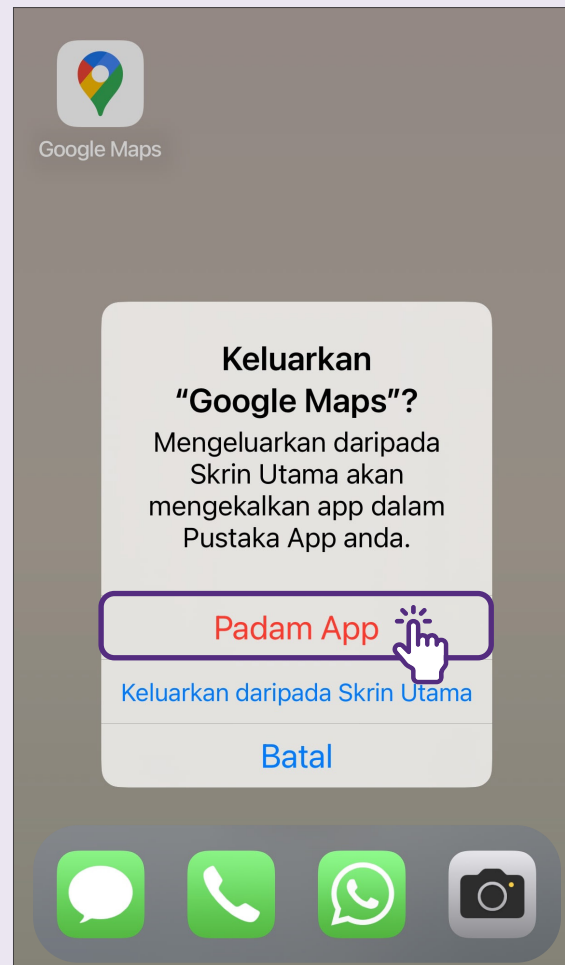 Google Maps
Keluarkan
“Google Maps”?
Mengeluarkan daripada
Skrin Utama akan
mengekalkan app dalam
Pustaka App anda.
Padam App
Keluarkan daripada Skrin Utama
Batal